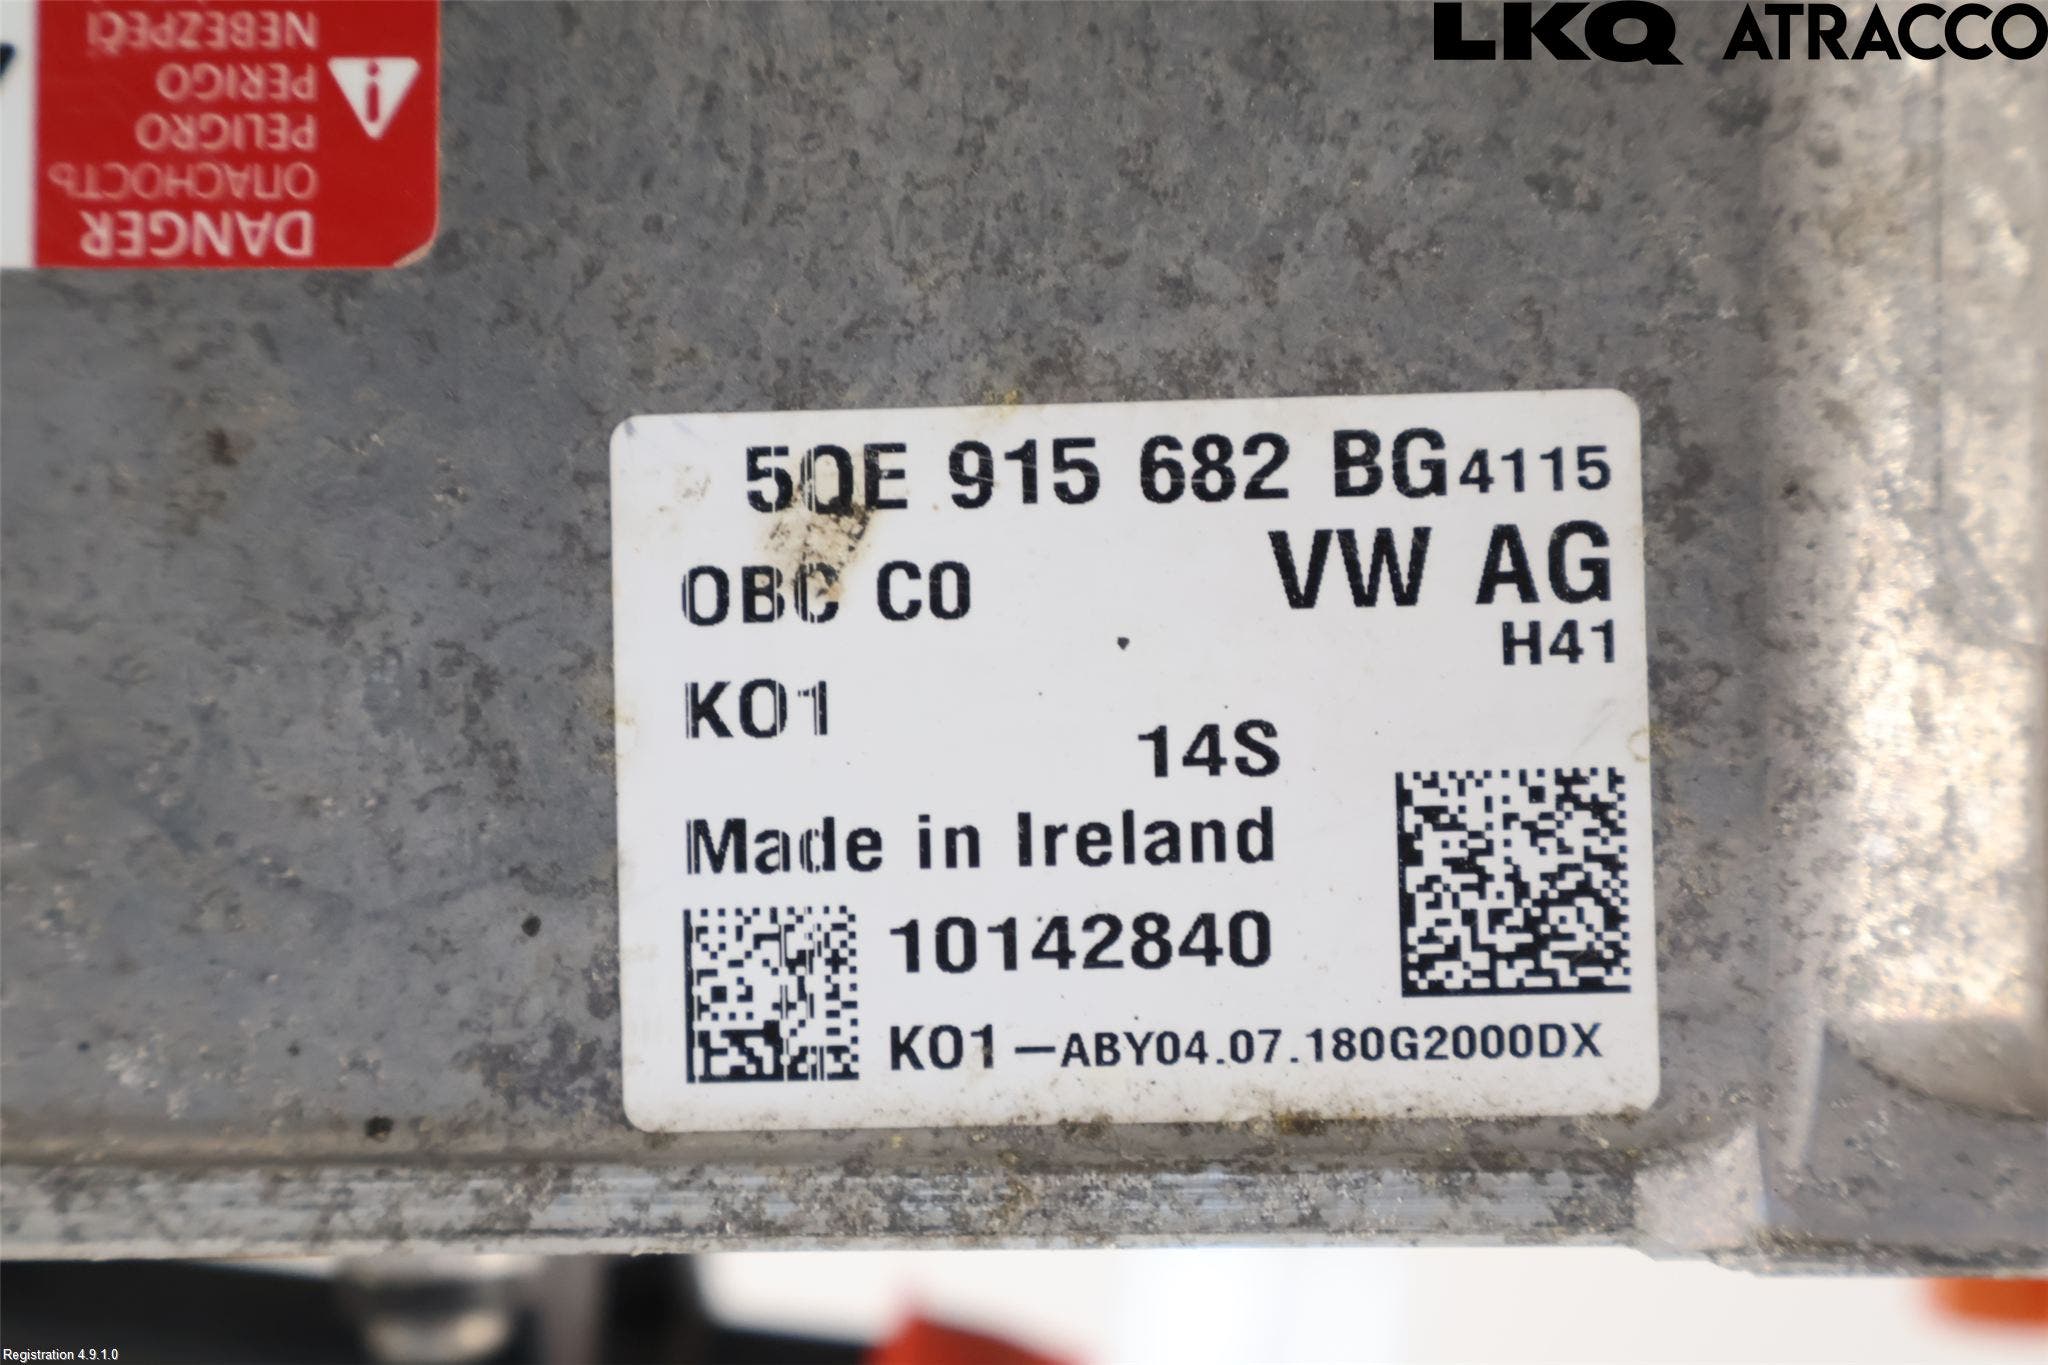 LKQ ATRACCO
DANGER
ОПАСНОСТЬ
PELIGRO
PERIGO
NEBEZPEČÍ
5QE 915 682 BG 4115
OBC C0 VW AG
H41
K01
14S
Made in Ireland
10142840
K01 -ABY04.07.180G2000DX
Registration 4.9.1.0